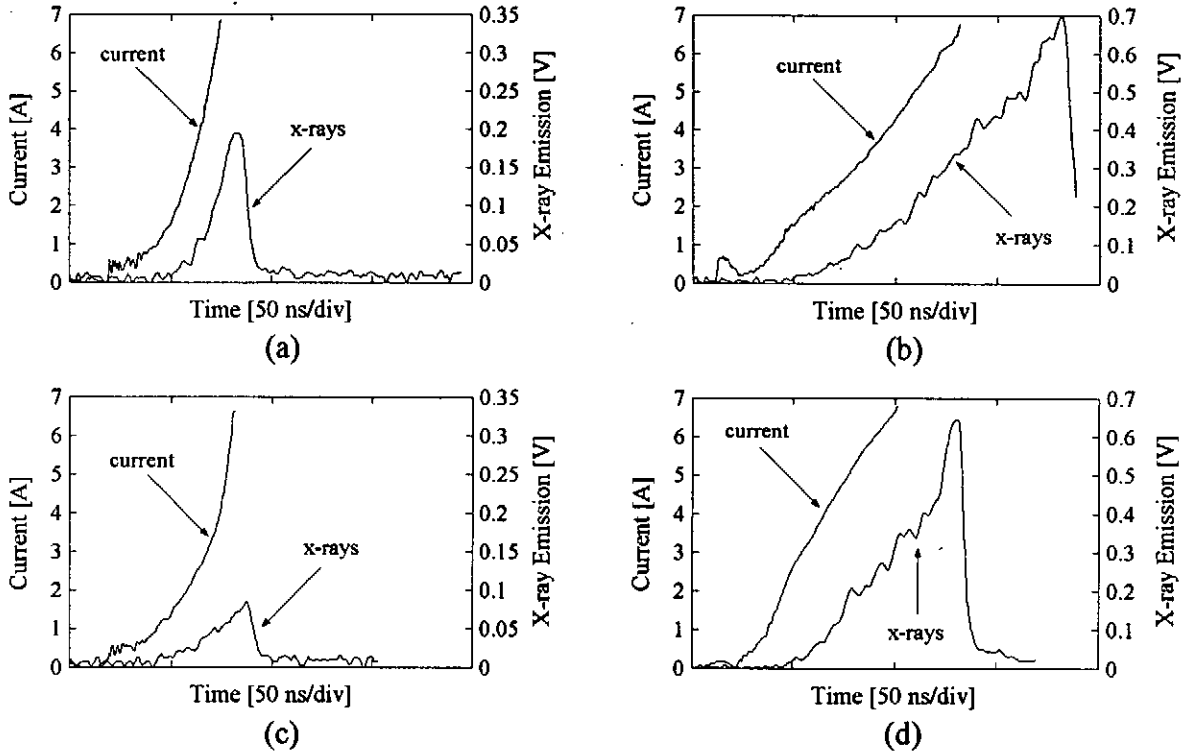 7
6
5
4
3
2
1
0
Current [A]
current
x-rays
0.35
0.3
0.25
0.2
0.15
0.1
0.05
0
X-ray Emission [V]
Time [50 ns/div]
(a)
7
6
5
4
3
2
1
0
Current [A]
current
x-rays
0.7
0.6
0.5
0.4
0.3
0.2
0.1
0
X-ray Emission [V]
Time [50 ns/div]
(b)
7
6
5
4
3
2
1
0
Current [A]
current
x-rays
0.35
0.3
0.25
0.2
0.15
0.1
0.05
0
X-ray Emission [V]
Time [50 ns/div]
(c)
7
6
5
4
3
2
1
0
Current [A]
current
x-rays
0.7
0.6
0.5
0.4
0.3
0.2
0.1
0
X-ray Emission [V]
Time [50 ns/div]
(d)